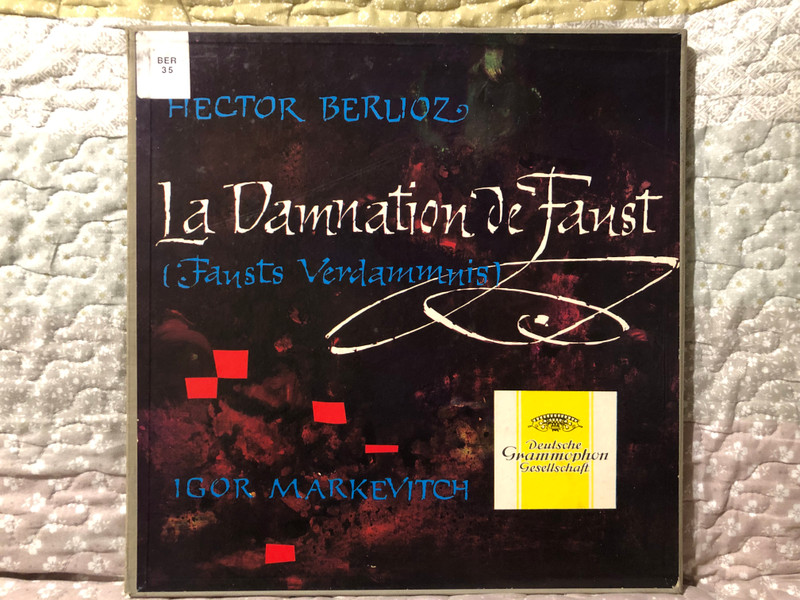 BER
35
HECTOR BERLIOZ
La Damnation de Faust
(Fausts Verdammnis)
Deutsche
Grammophon
Gesellschaft
IGOR MARKEVITCH